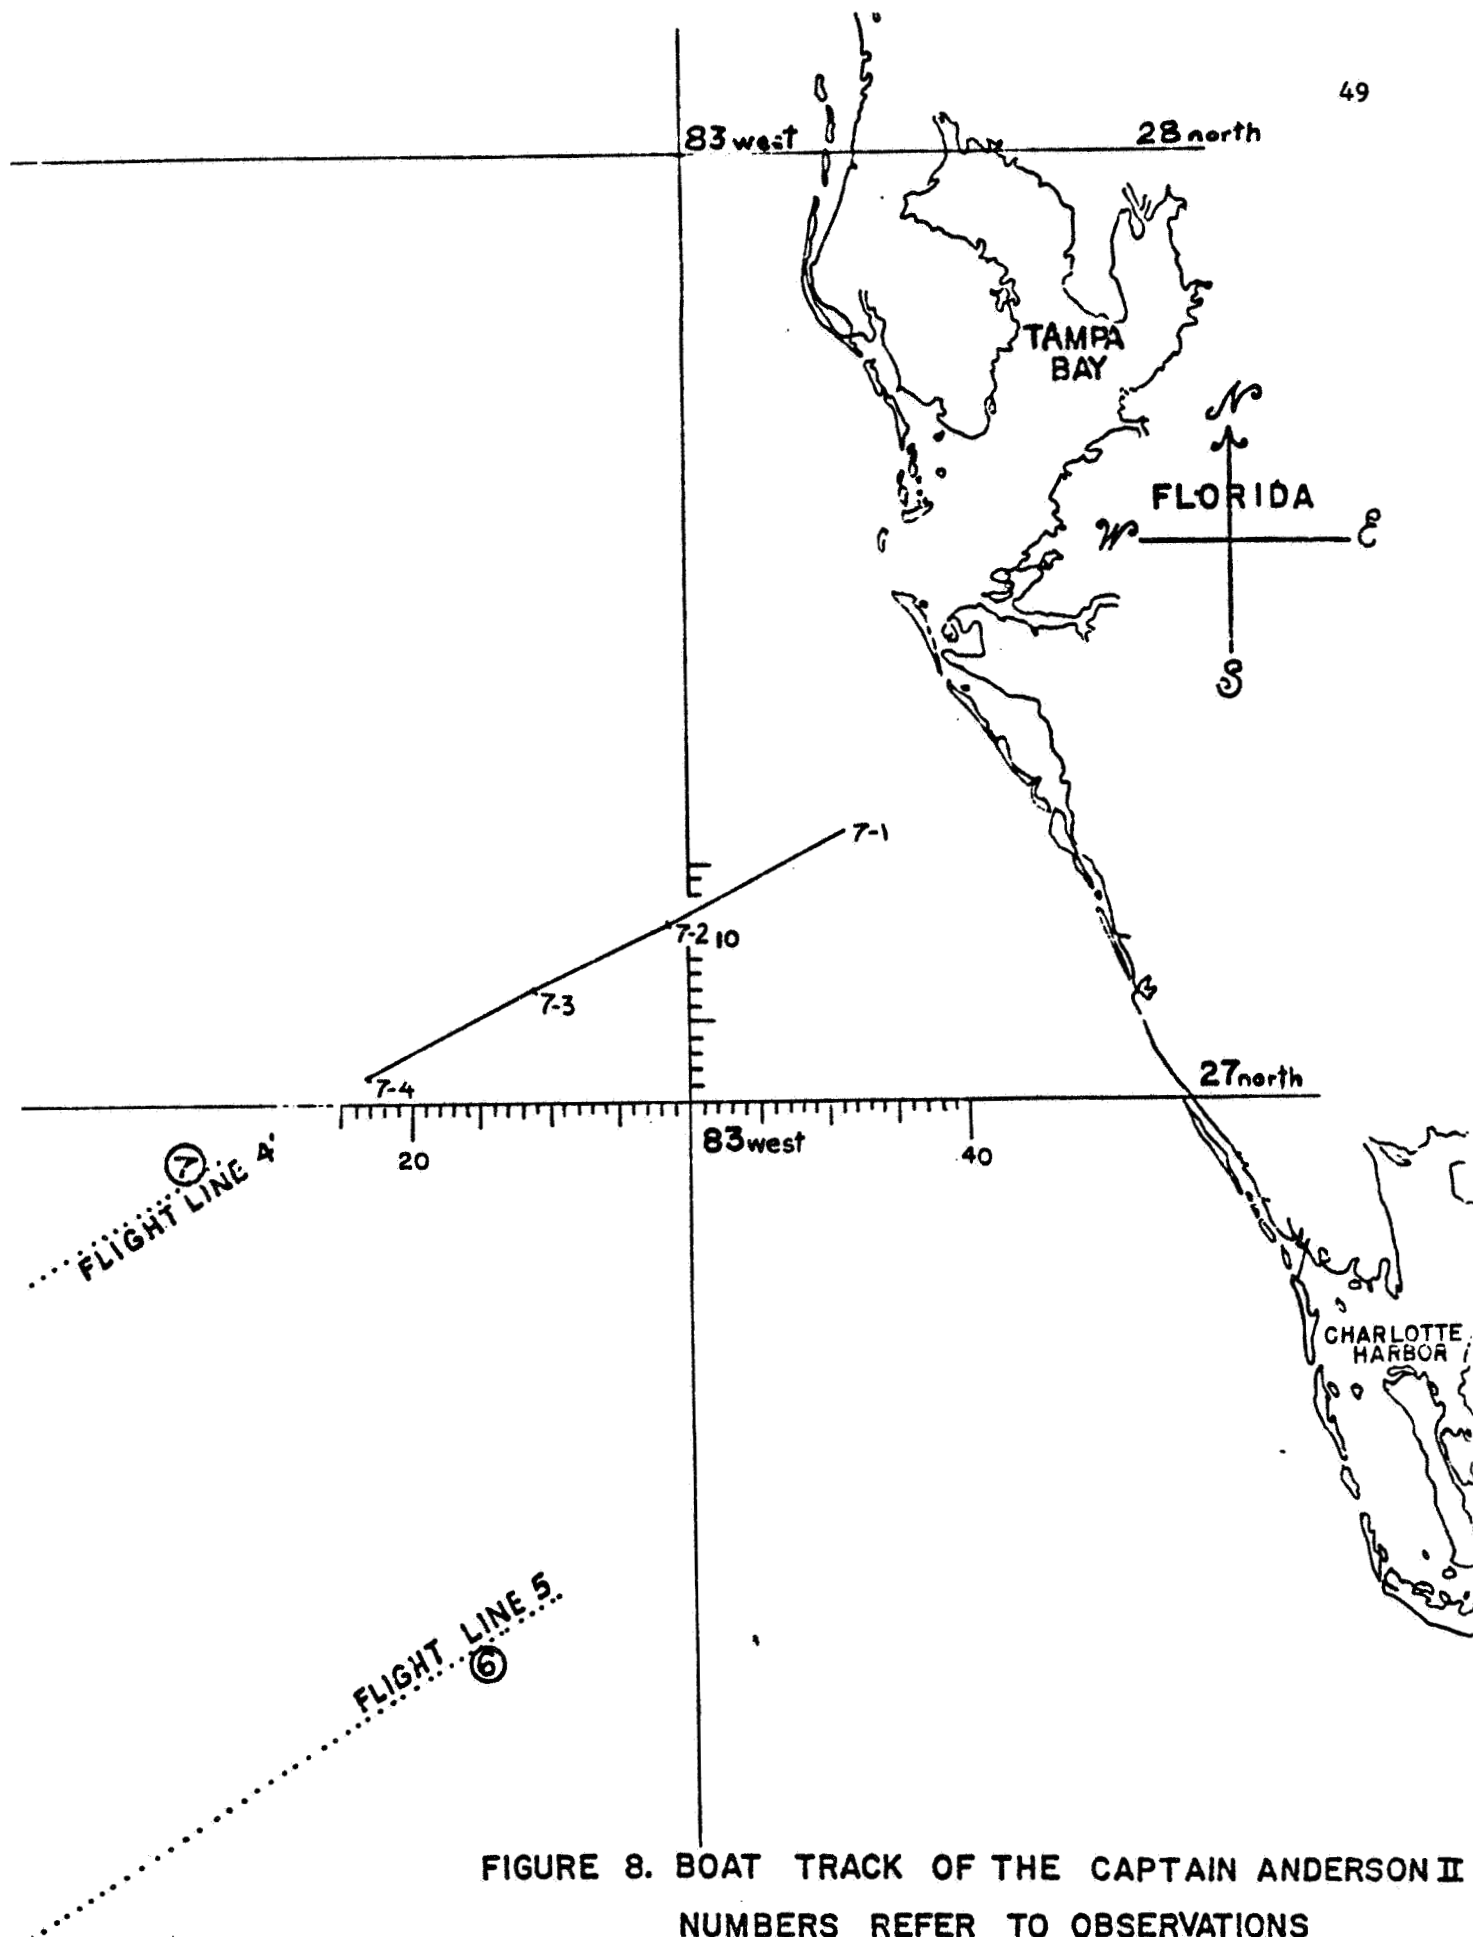 49
83 west
28 north
TAMPA
BAY
N
FLORIDA
W
E
S
7-1
7-2
10
7-3
7-4
27 north
83 west
20
40
7
FLIGHT LINE 4
CHARLOTTE
HARBOR
FLIGHT LINE 5
6
FIGURE 8. BOAT TRACK OF THE CAPTAIN ANDERSON II
NUMBERS REFER TO OBSERVATIONS